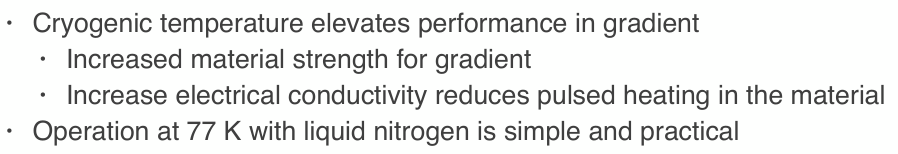 • Cryogenic temperature elevates performance in gradient
• Increased material strength for gradient
• Increase electrical conductivity reduces pulsed heating in the material
• Operation at 77 K with liquid nitrogen is simple and practical